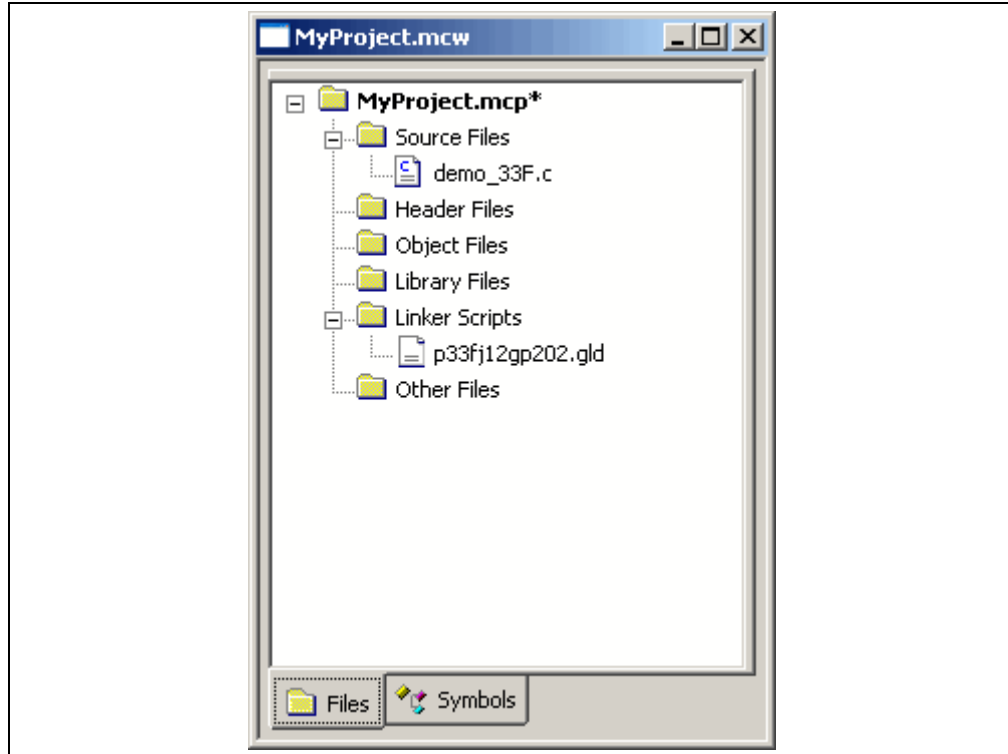 MyProject.mcw
MyProject.mcp*
Source Files
demo_33F.c
Header Files
Object Files
Library Files
Linker Scripts
p33fj12gp202.gld
Other Files
Files
Symbols